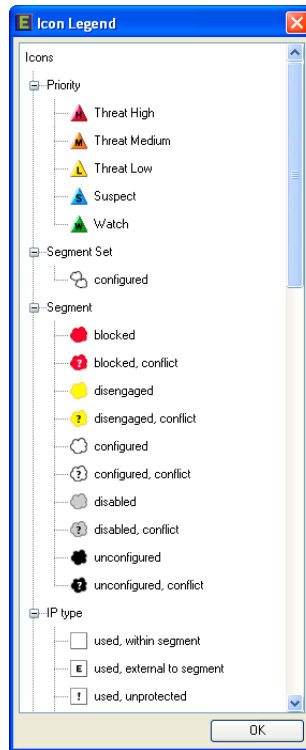 E Icon Legend
Icons
Priority
H Threat High
M Threat Medium
L Threat Low
S Suspect
W Watch
Segment Set
configured
Segment
blocked
? blocked, conflict
disengaged
? disengaged, conflict
configured
? configured, conflict
disabled
? disabled, conflict
unconfigured
? unconfigured, conflict
IP type
used, within segment
E used, external to segment
! used, unprotected
OK